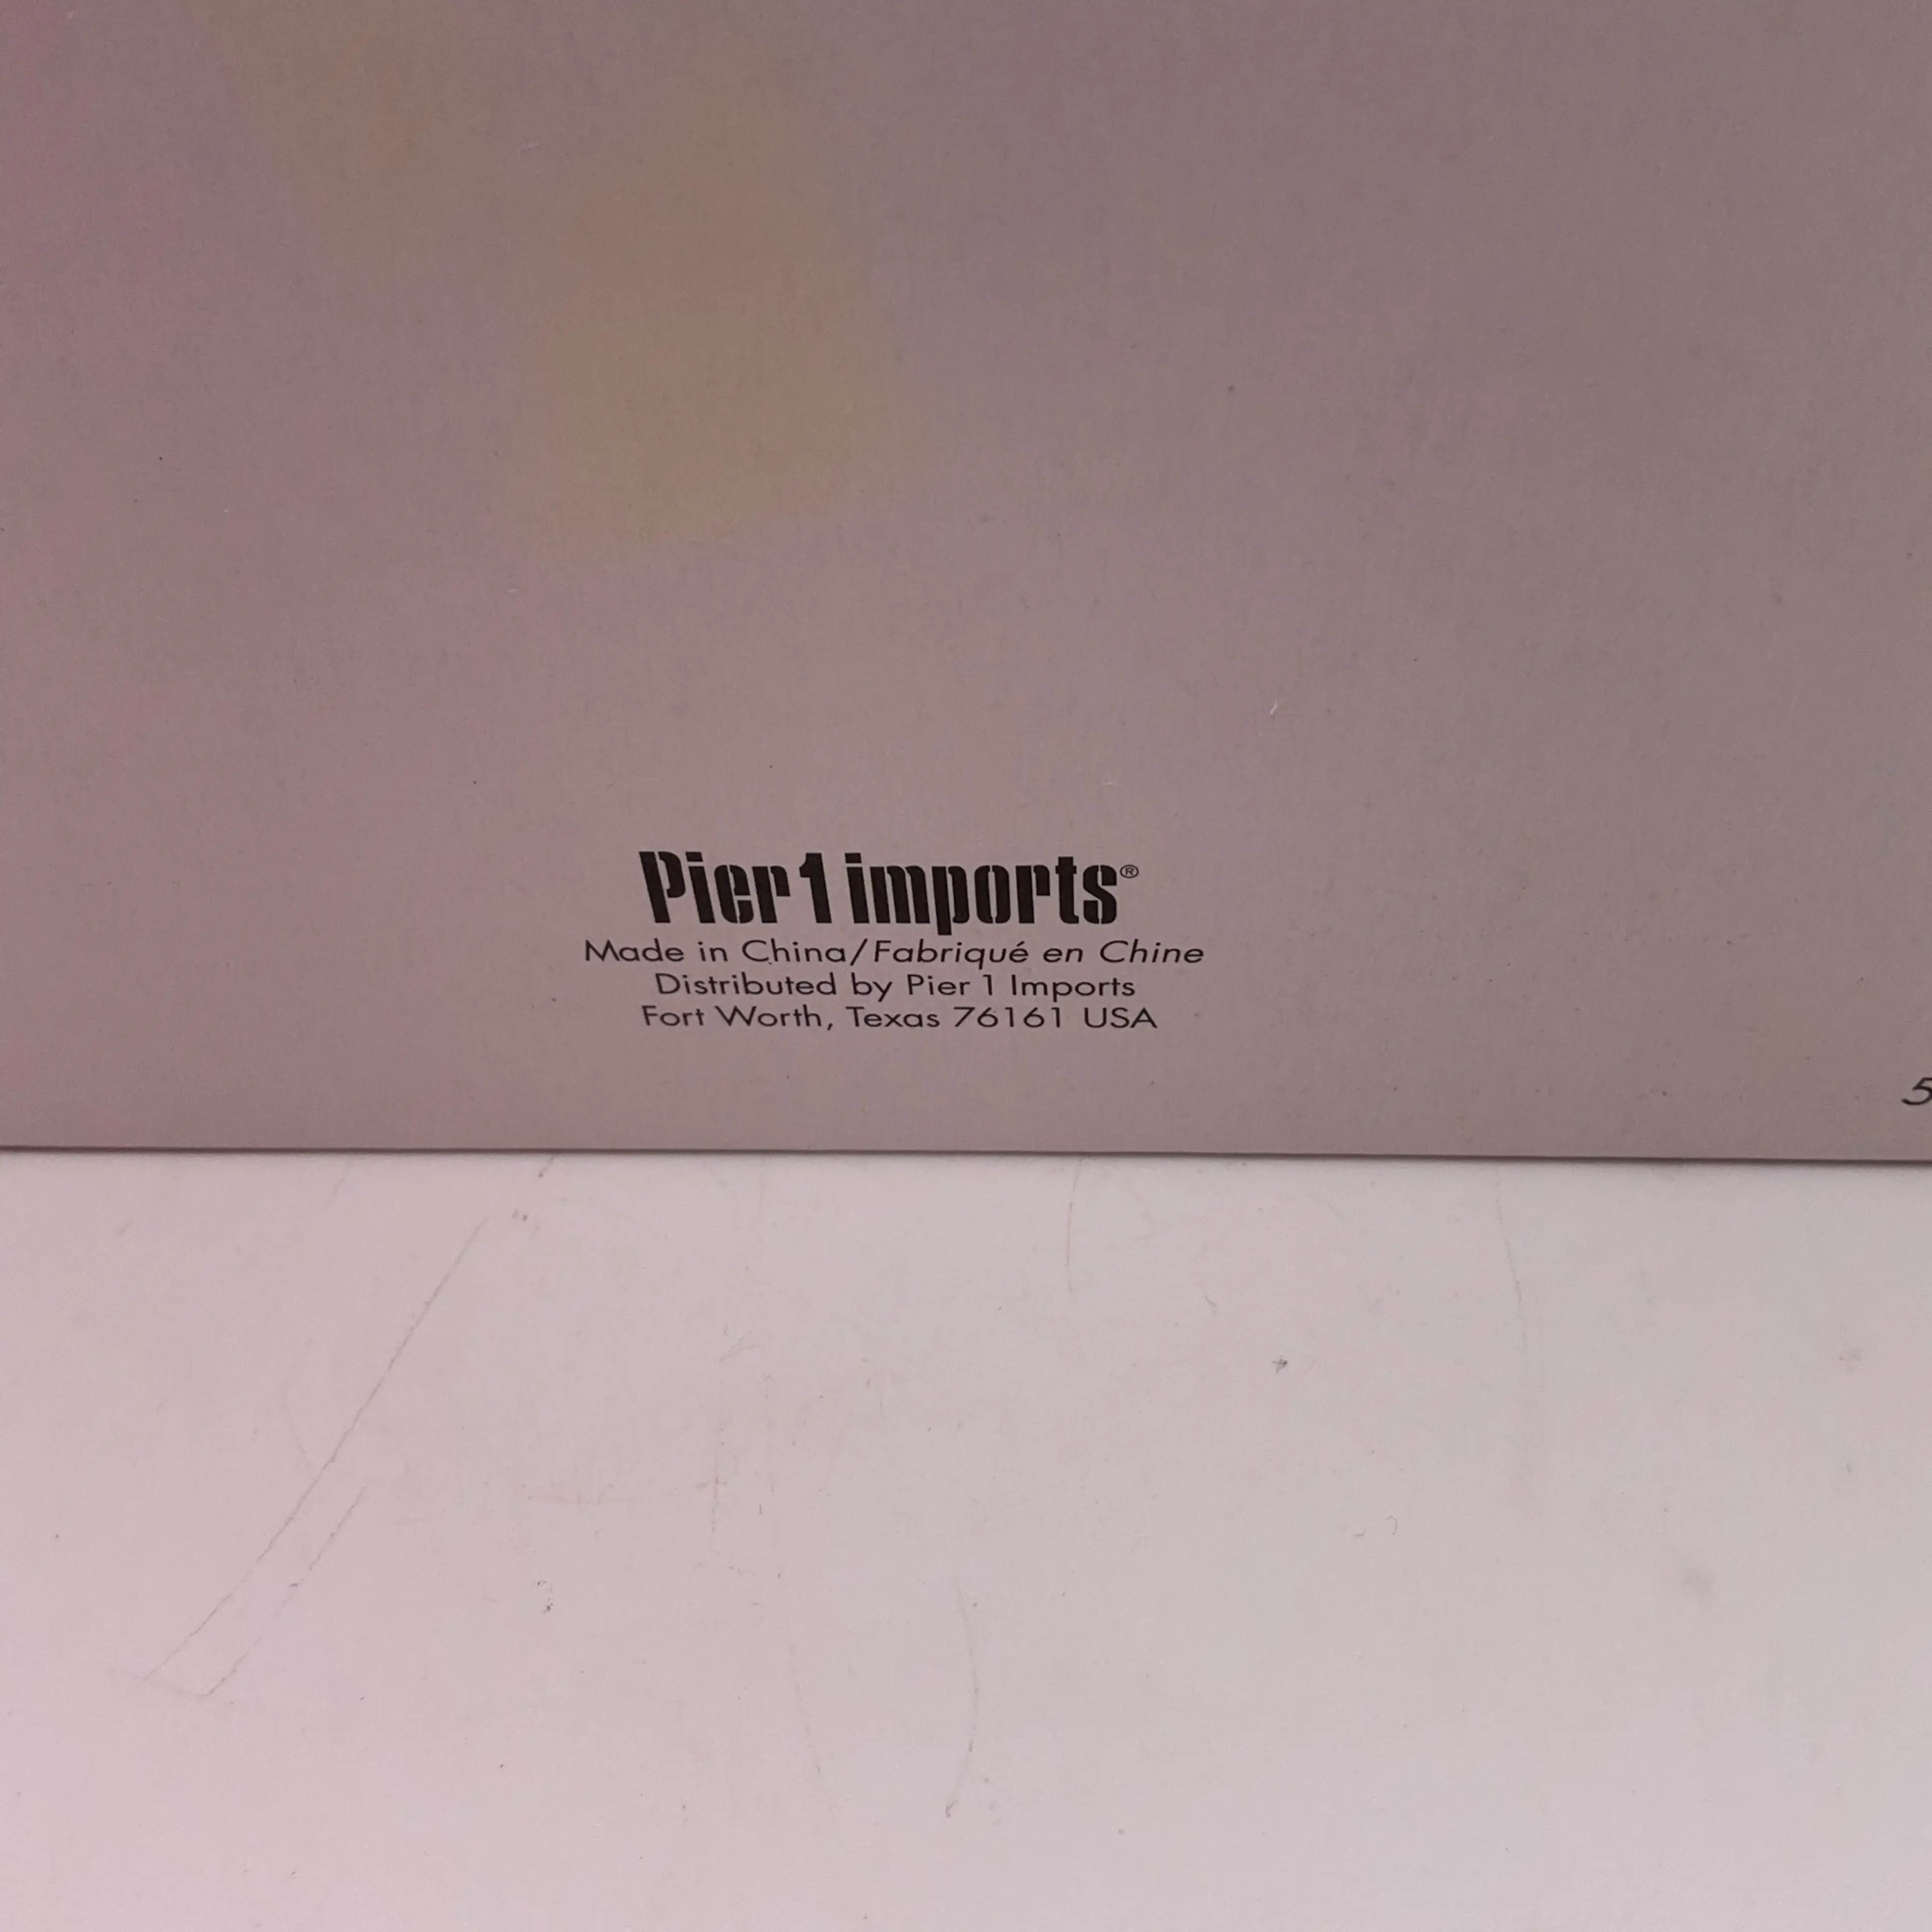 Pier 1 imports®
Made in China/Fabriqué en Chine
Distributed by Pier 1 Imports
Fort Worth, Texas 76161 USA
5